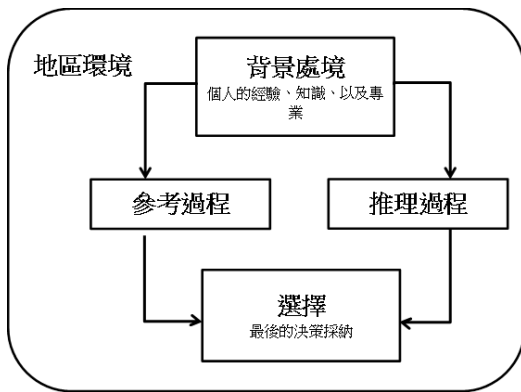 地區環境
背景處境
個人的經驗、知識、以及專
業
參考過程
推理過程
選擇
最後的決策採納